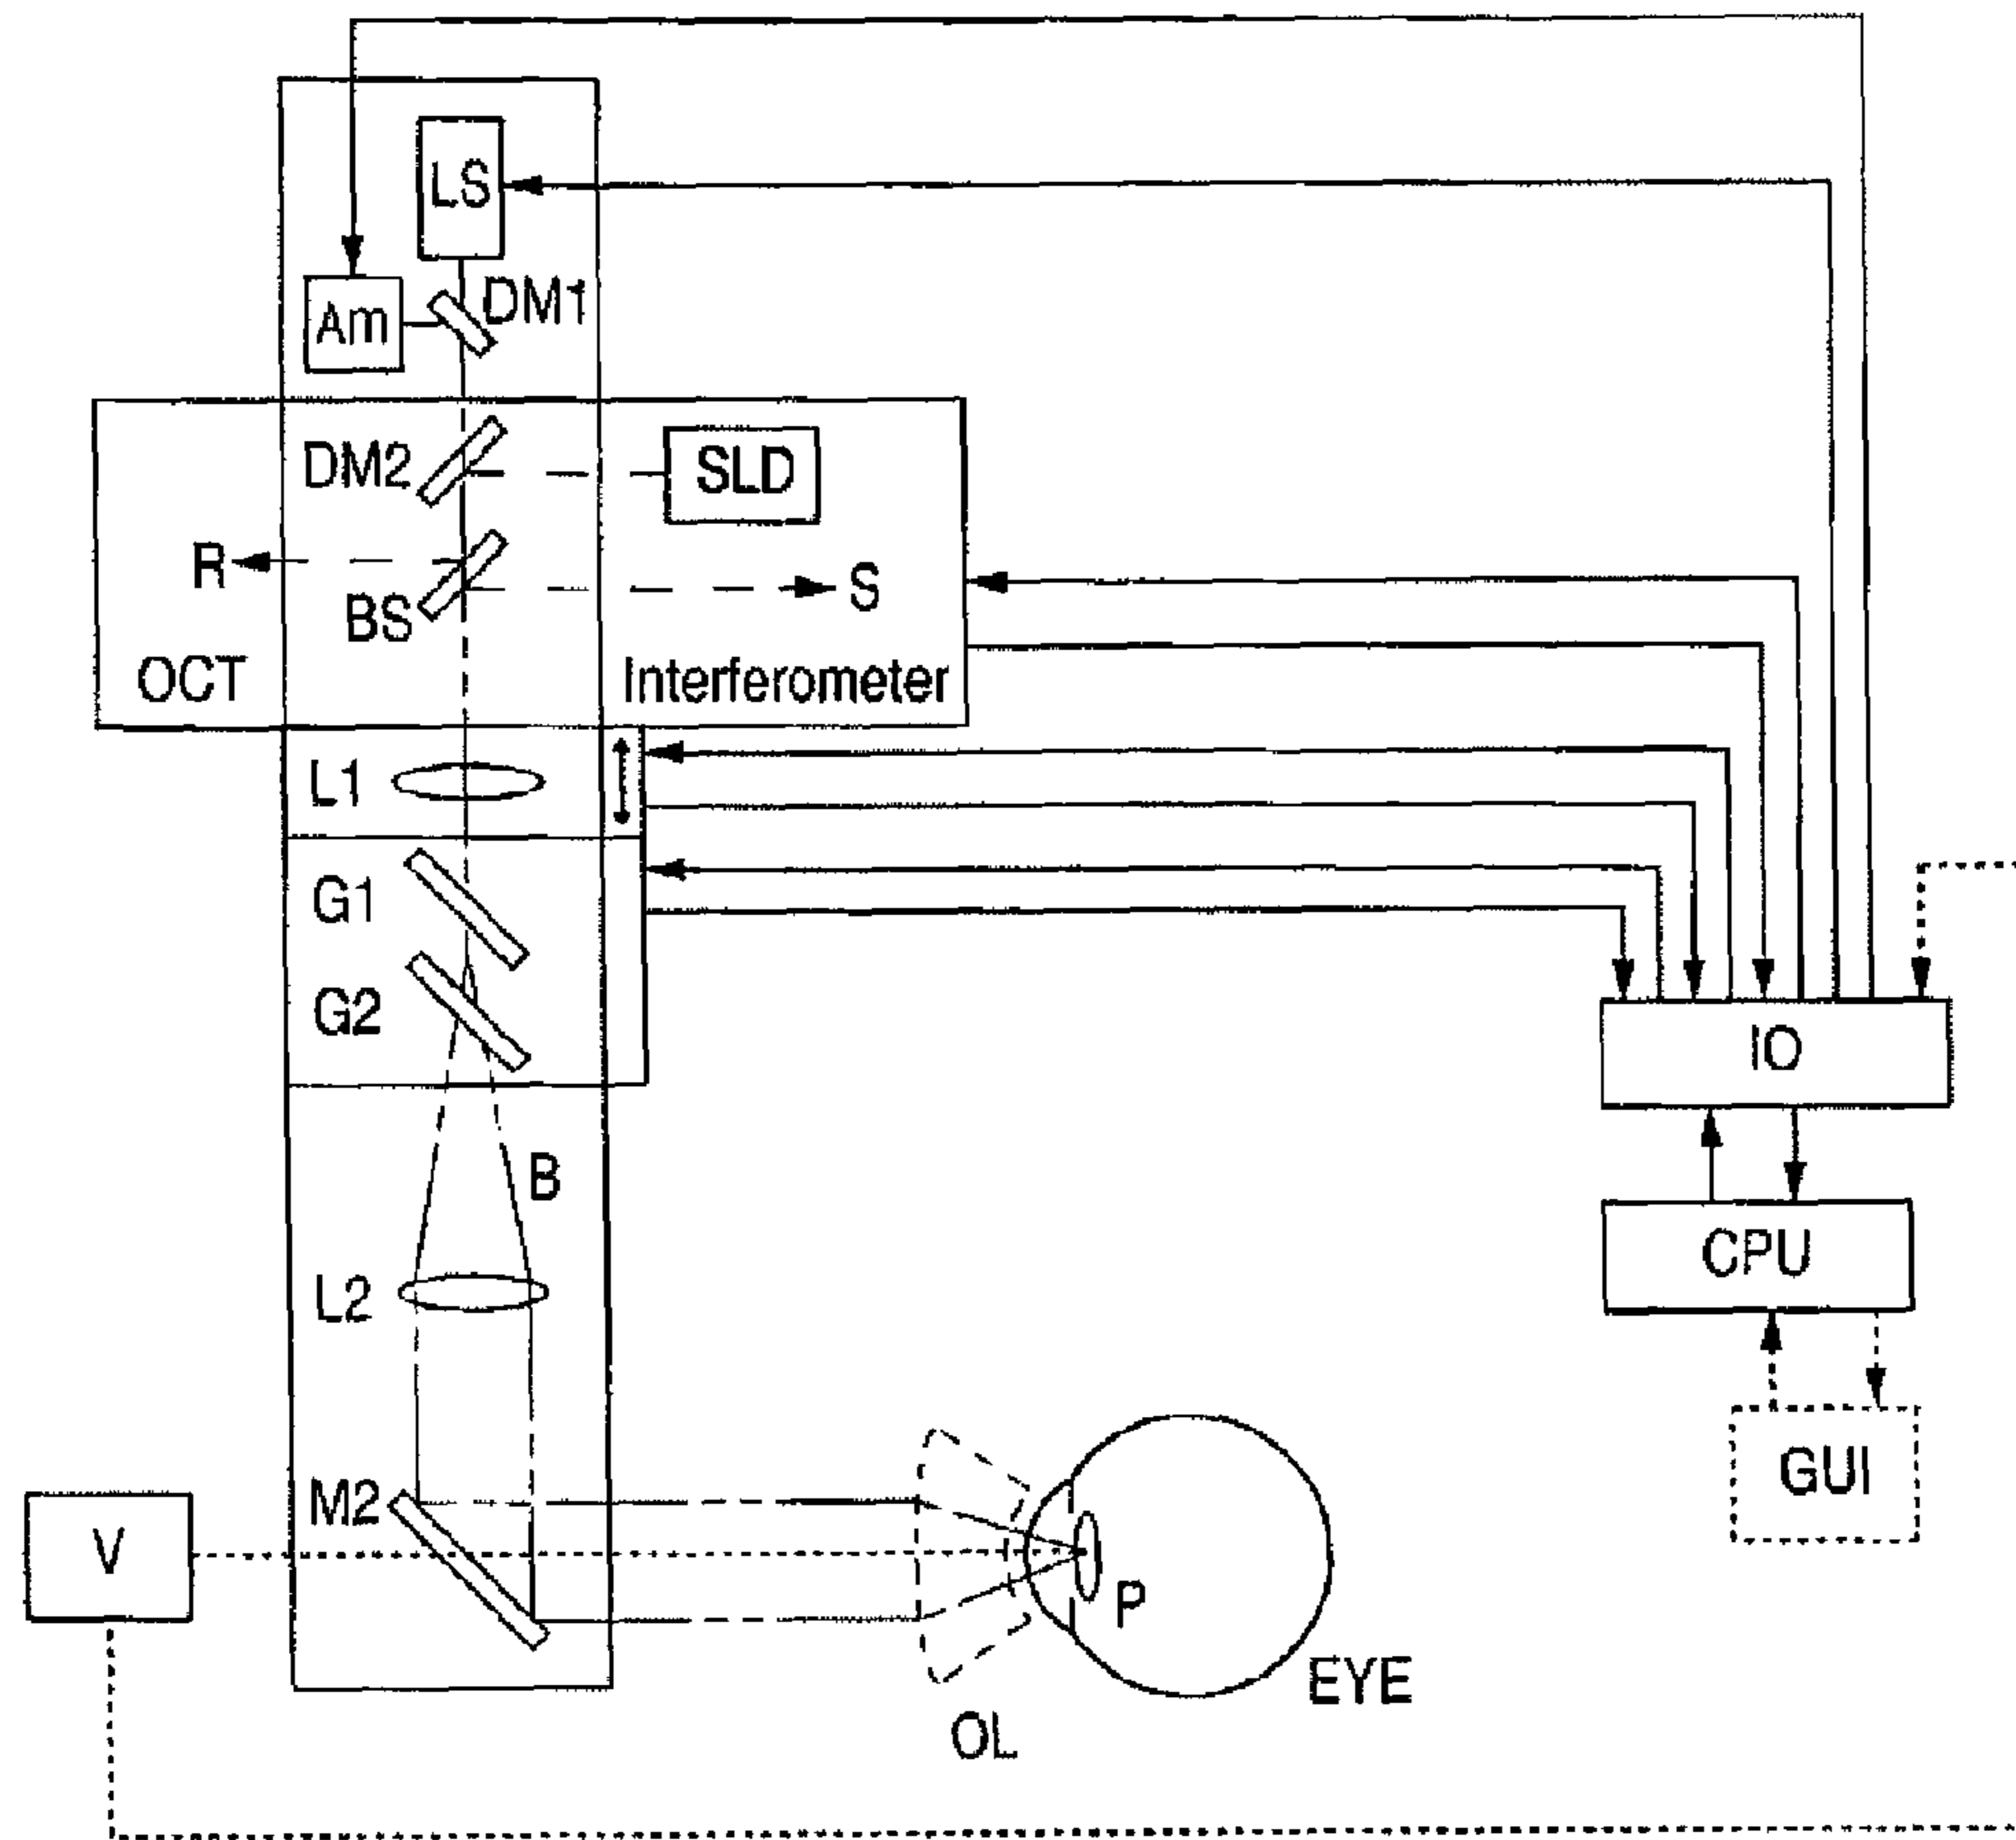 LS
Am
DM1
DM2
SLD
R
BS
S
OCT
Interferometer
L1
G1
G2
IO
B
CPU
L2
GUI
M2
V
P
EYE
OL